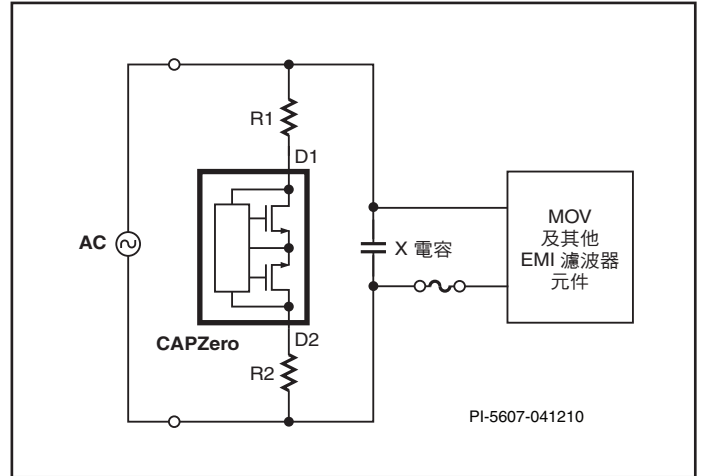 R1
D1
AC
X 電容
MOV
及其他
EMI 濾波器
元件
CAPZero
D2
R2
PI-5607-041210